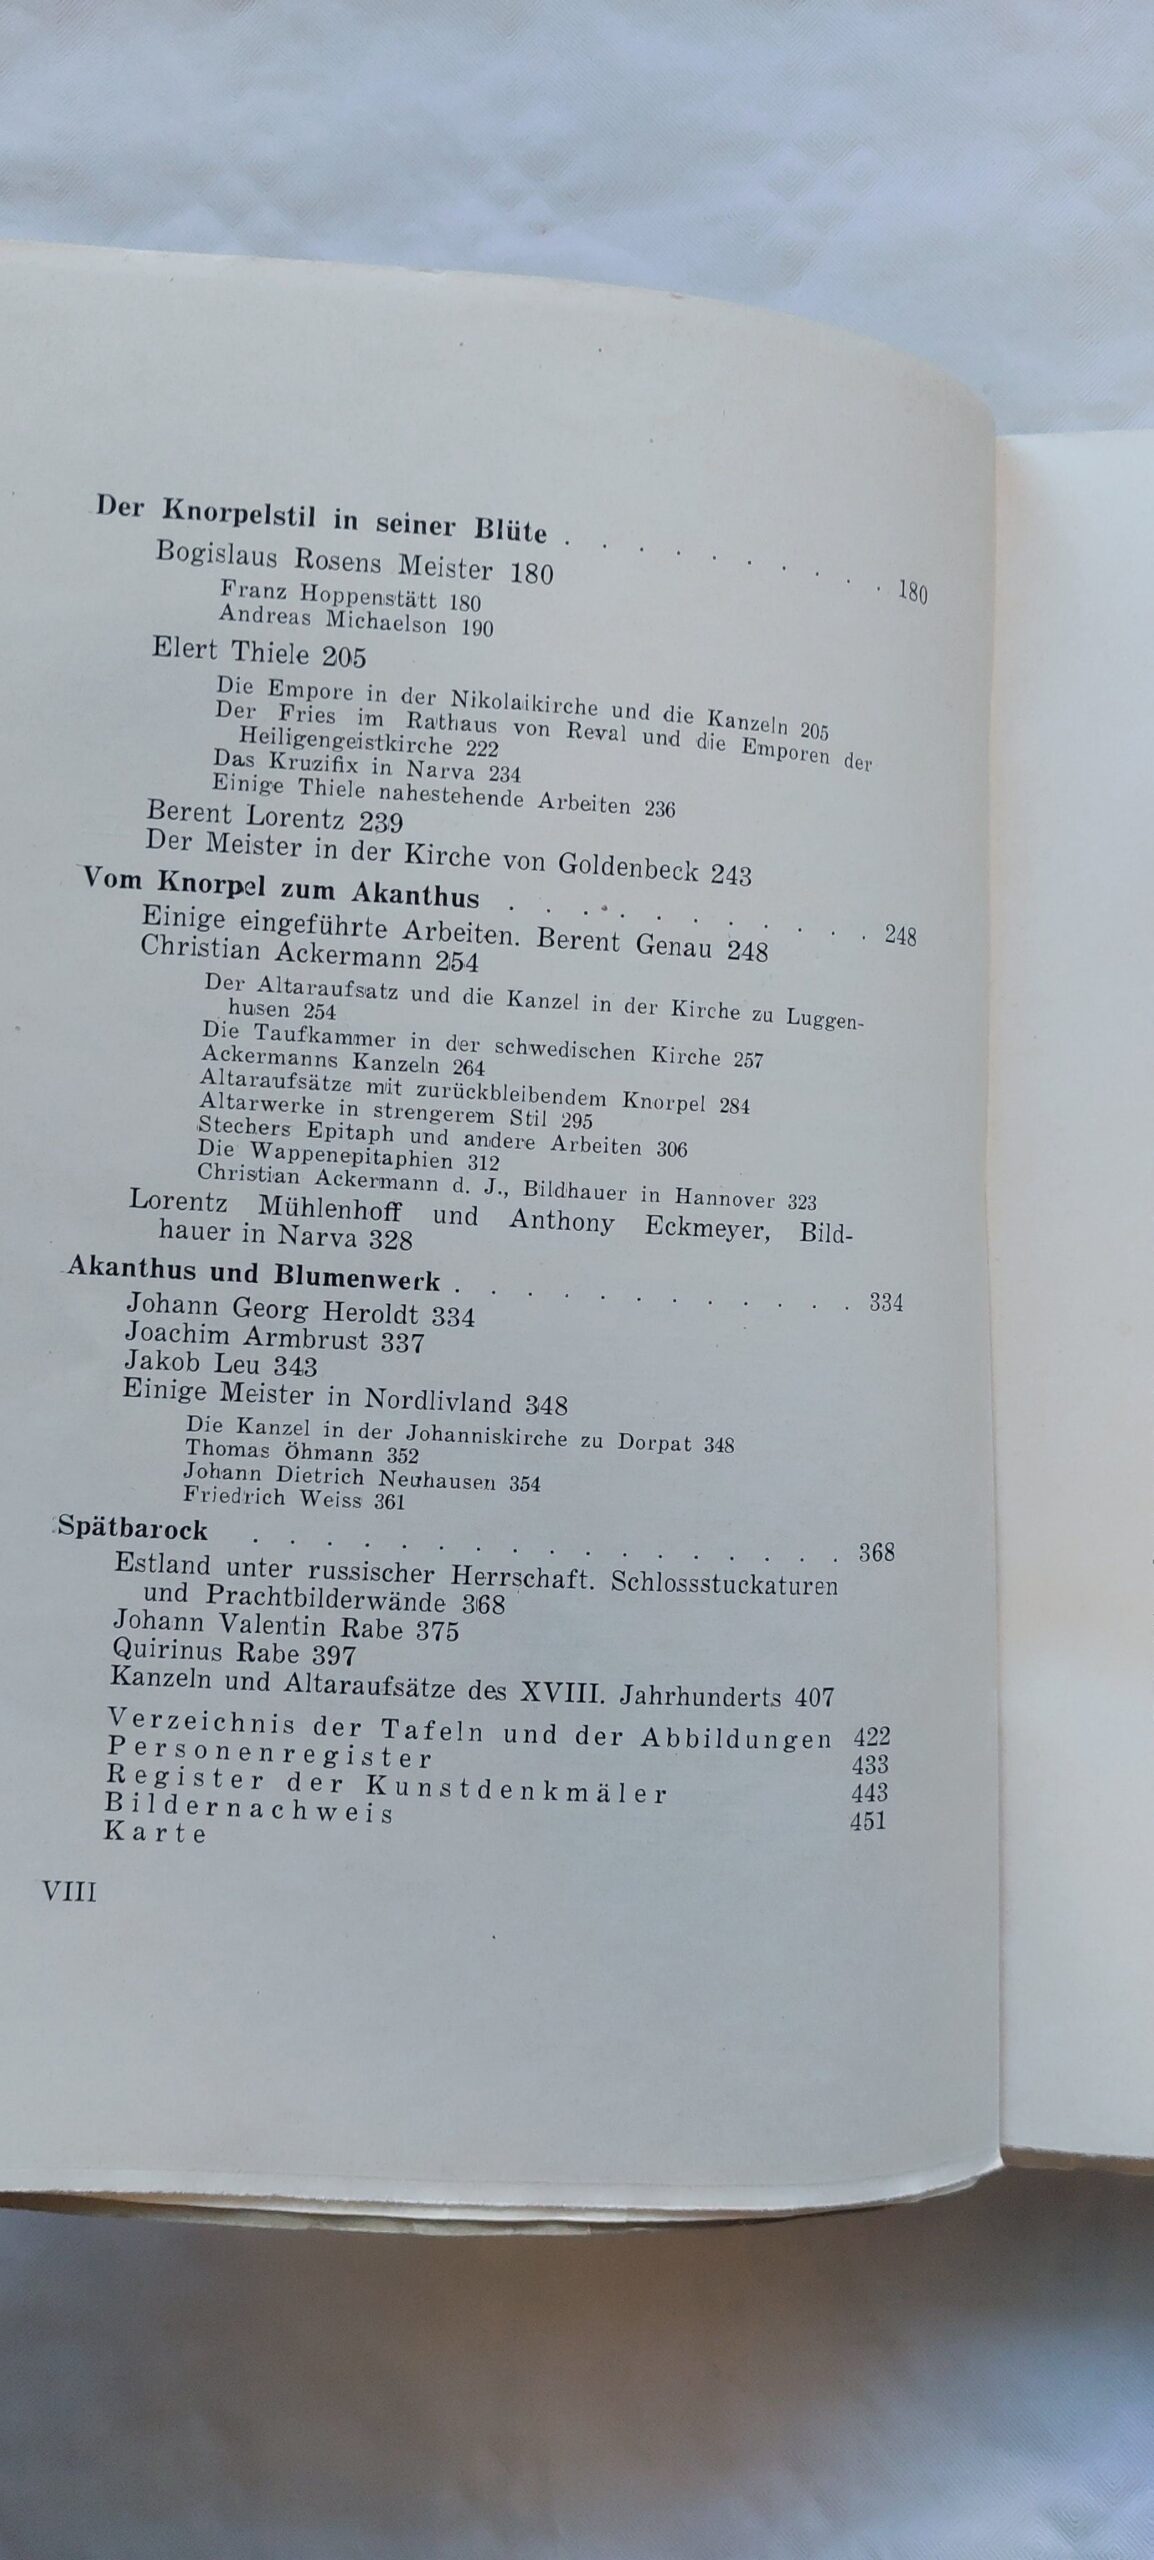 Der Knorpelstil in seiner Blüte . . . . . . . . . . 180
Bogislaus Rosens Meister 180
Franz Hoppenstätt 180
Andreas Michaelson 190
Elert Thiele 205
Die Empore in der Nikolaikirche und die Kanzeln 205
Der Fries im Rathaus von Reval und die Emporen der
Heiligengeistkirche 222
Das Kruzifix in Narva 234
Einige Thiele nahestehende Arbeiten 236
Berent Lorentz 239
Der Meister in der Kirche von Goldenbeck 243
Vom Knorpel zum Akanthus . . . . . . . . . . . 248
Einige eingeführte Arbeiten. Berent Genau 248
Christian Ackermann 254
Der Altaraufsatz und die Kanzel in der Kirche zu Luggen-
husen 254
Die Taufkammer in der schwedischen Kirche 257
Ackermanns Kanzeln 264
Altaraufsätze mit zurückbleibendem Knorpel 284
Altarwerke in strengerem Stil 295
Stechers Epitaph und andere Arbeiten 306
Die Wappenepitaphien 312
Christian Ackermann d. J., Bildhauer in Hannover 323
Lorentz Mühlenhoff und Anthony Eckmeyer, Bild-
hauer in Narva 328
Akanthus und Blumenwerk . . . . . . . . . . . . 334
Johann Georg Heroldt 334
Joachim Armbrust 337
Jakob Leu 343
Einige Meister in Nordlivland 348
Die Kanzel in der Johanniskirche zu Dorpat 348
Thomas Öhmann 352
Johann Dietrich Neuhausen 354
Friedrich Weiss 361
Spätbarock . . . . . . . . . . . . . . . . . 368
Estland unter russischer Herrschaft. Schlossstuckaturen
und Prachtbilderwände 368
Johann Valentin Rabe 375
Quirinus Rabe 397
Kanzeln und Altaraufsätze des XVIII. Jahrhunderts 407
Verzeichnis der Tafeln und der Abbildungen 422
Personenregister 433
Register der Kunstdenkmäler 443
Bildernachweis 451
Karte
VIII